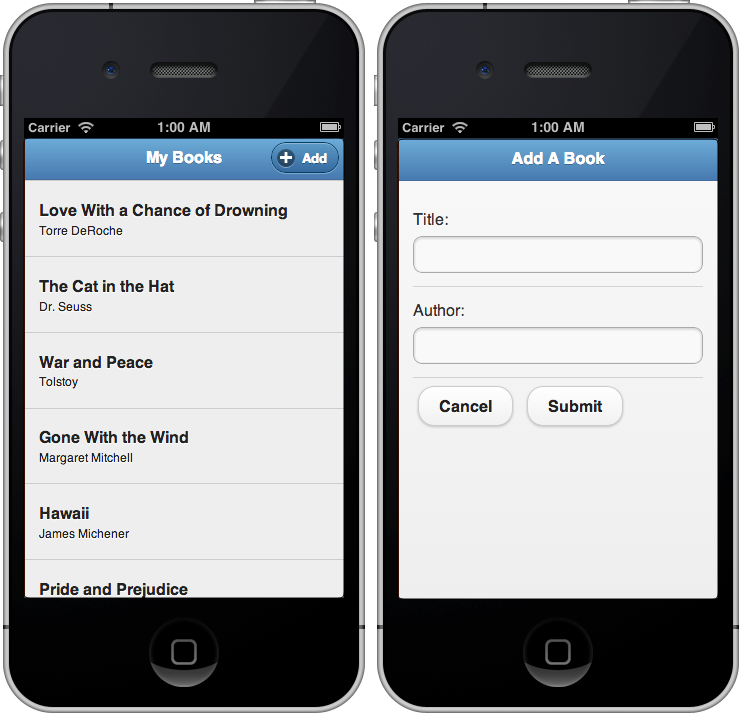 Carrier 1:00 AM
My Books
Add
Love With a Chance of Drowning
Torre DeRoche
The Cat in the Hat
Dr. Seuss
War and Peace
Tolstoy
Gone With the Wind
Margaret Mitchell
Hawaii
James Michener
Pride and Prejudice
Carrier 1:00 AM
Add A Book
Title:
Author:
Cancel Submit